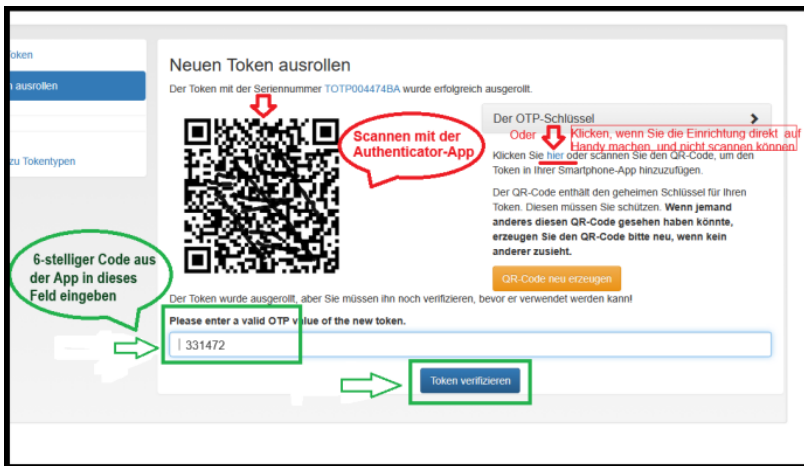 oken
ausrollen
zu Tokentypen
Neuen Token ausrollen
Der Token mit der Seriennummer TOTP004474BA wurde erfolgreich ausgerollt.
Scannen mit der
Authenticator-App
Der OTP-Schlüssel
Oder
Klicken, wenn Sie die Einrichtung direkt auf
Handy machen und nicht scannen können
Klicken Sie hier oder scannen Sie den QR-Code, um den
Token in Ihrer Smartphone-App hinzuzufügen.
Der QR-Code enthält den geheimen Schlüssel für Ihren
Token. Diesen müssen Sie schützen. Wenn jemand
anderes diesen QR-Code gesehen haben könnte,
erzeugen Sie den QR-Code bitte neu, wenn kein
anderer zusieht.
QR-Code neu erzeugen
6-stelliger Code aus
der App in dieses
Feld eingeben
Der Token wurde ausgerollt, aber Sie müssen ihn noch verifizieren, bevor er verwendet werden kann!
Please enter a valid OTP value of the new token.
331472
Token verifizieren